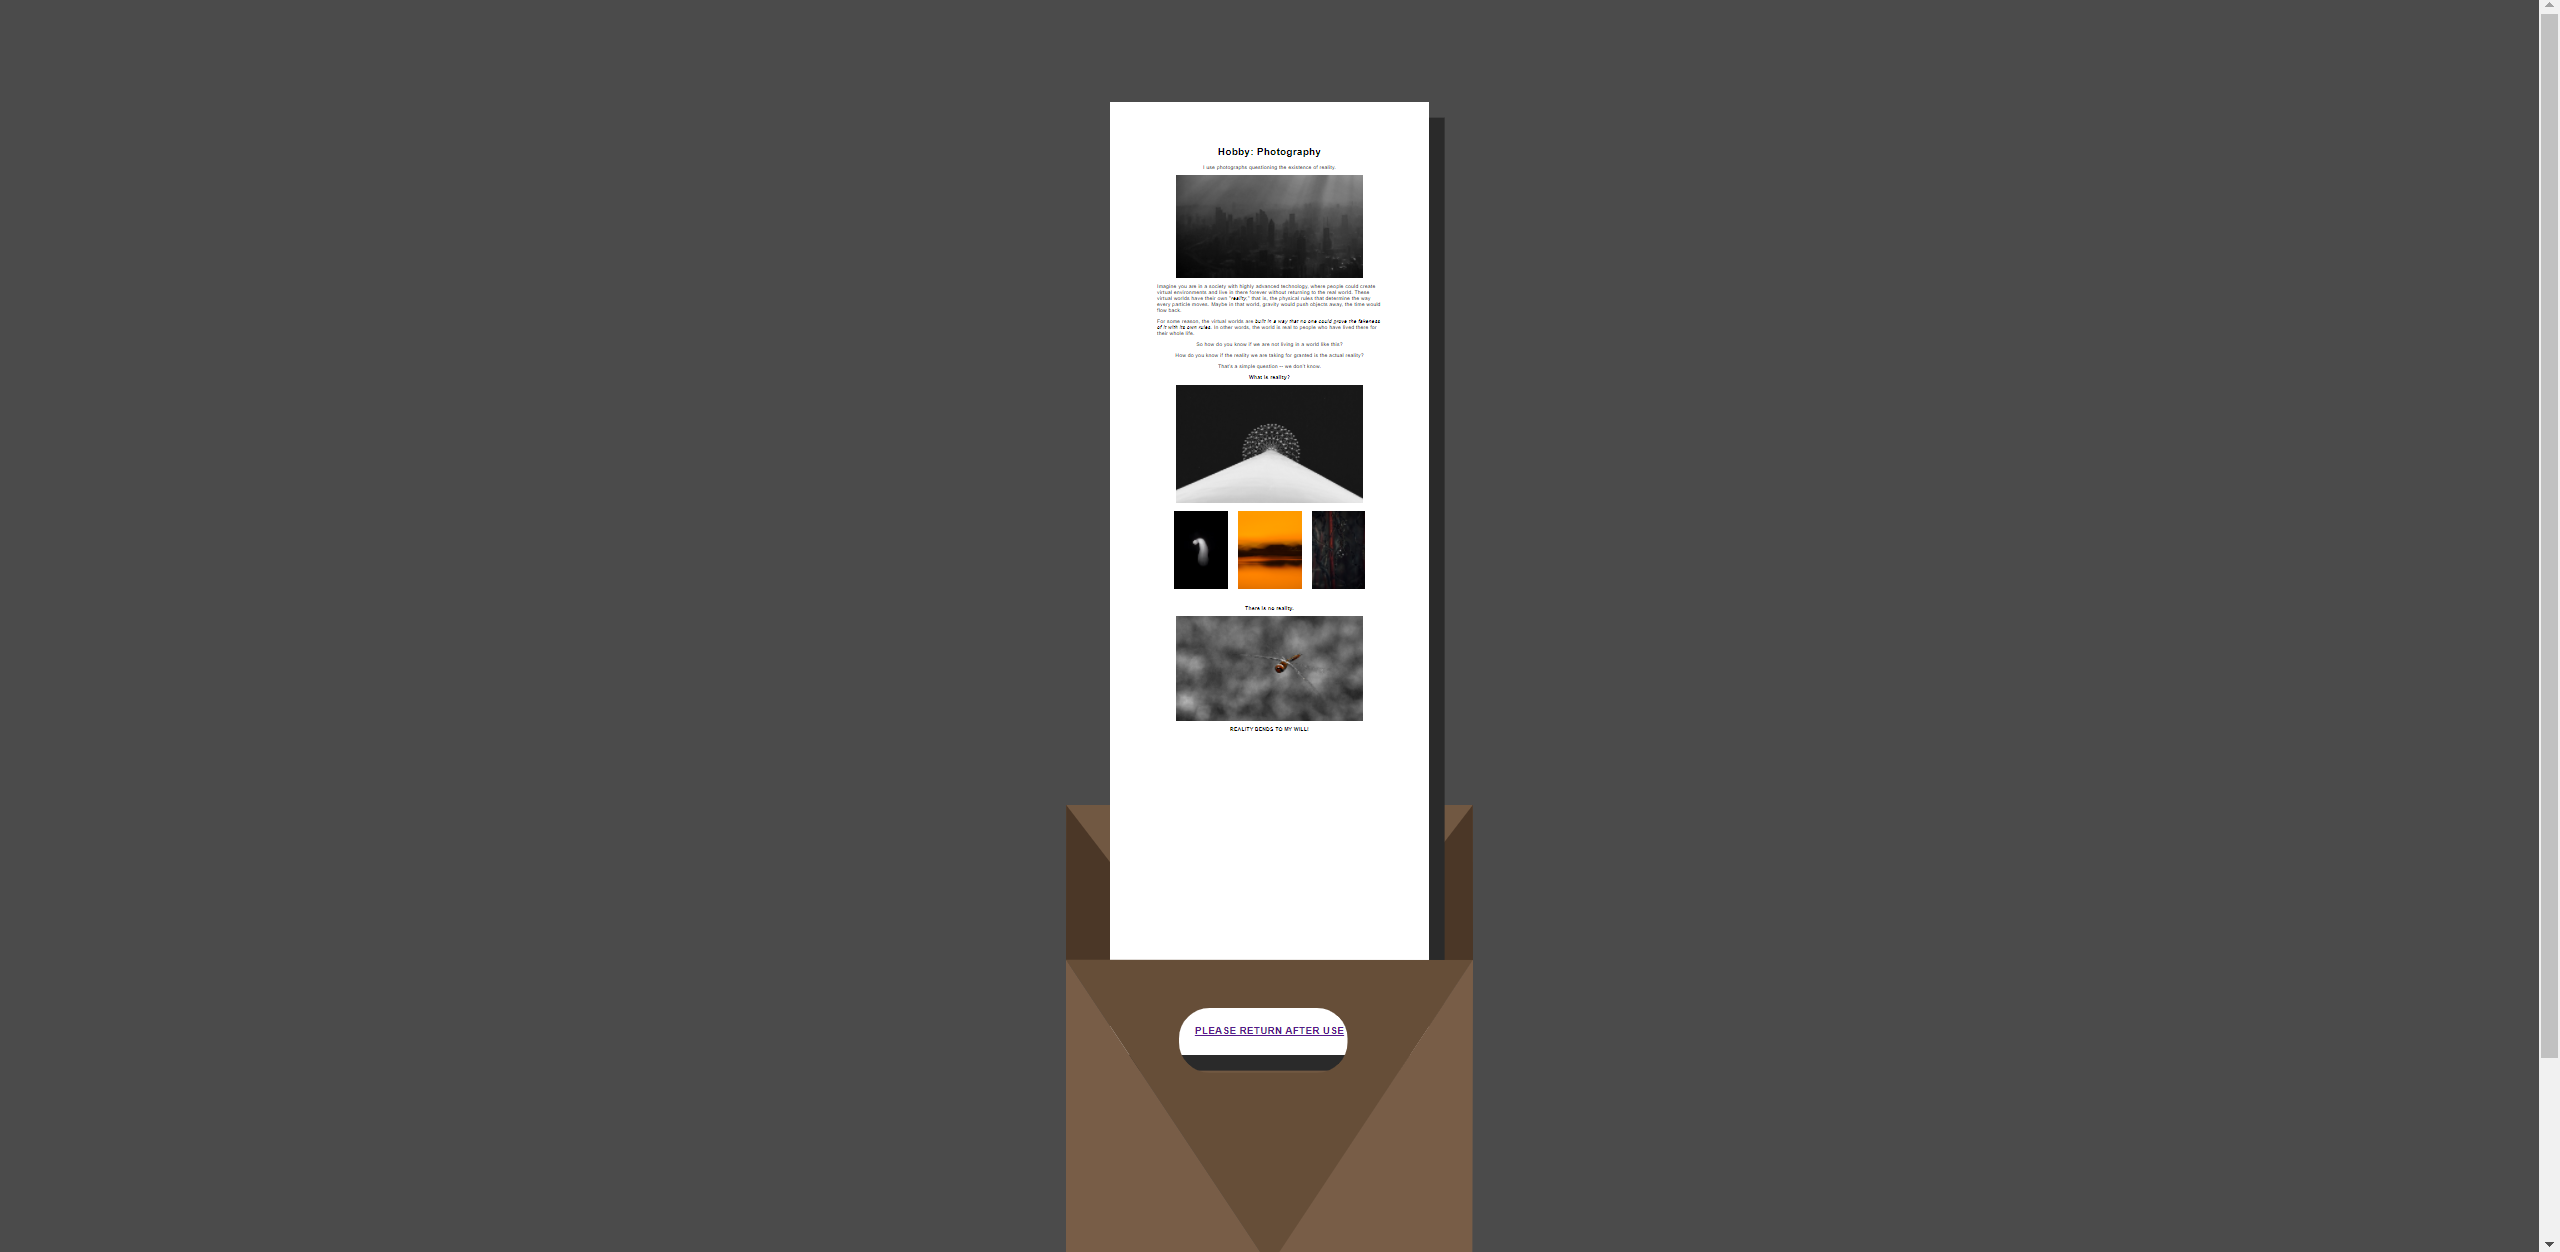 Hobby: Photography
I use photographs questioning the existence of reality.
Imagine you are in a society with highly advanced technology, where people could create
virtual environments and live in there forever without returning to the real world. These
virtual worlds have their own "reality," that is, the physical rules that determine the way
every particle moves. Maybe in that world, gravity would push objects away, the time would
flow back.
For some reason, the virtual worlds are built in a way that no one could prove the fakeness
of it with its own rules. In other words, the world is real to people who have lived there for
their whole life.
So how do you know if we are not living in a world like this?
How do you know if the reality we are taking for granted is the actual reality?
That's a simple question -- we don't know.
What is reality?
There is no reality.
REALITY BENDS TO MY WILL!
PLEASE RETURN AFTER USE